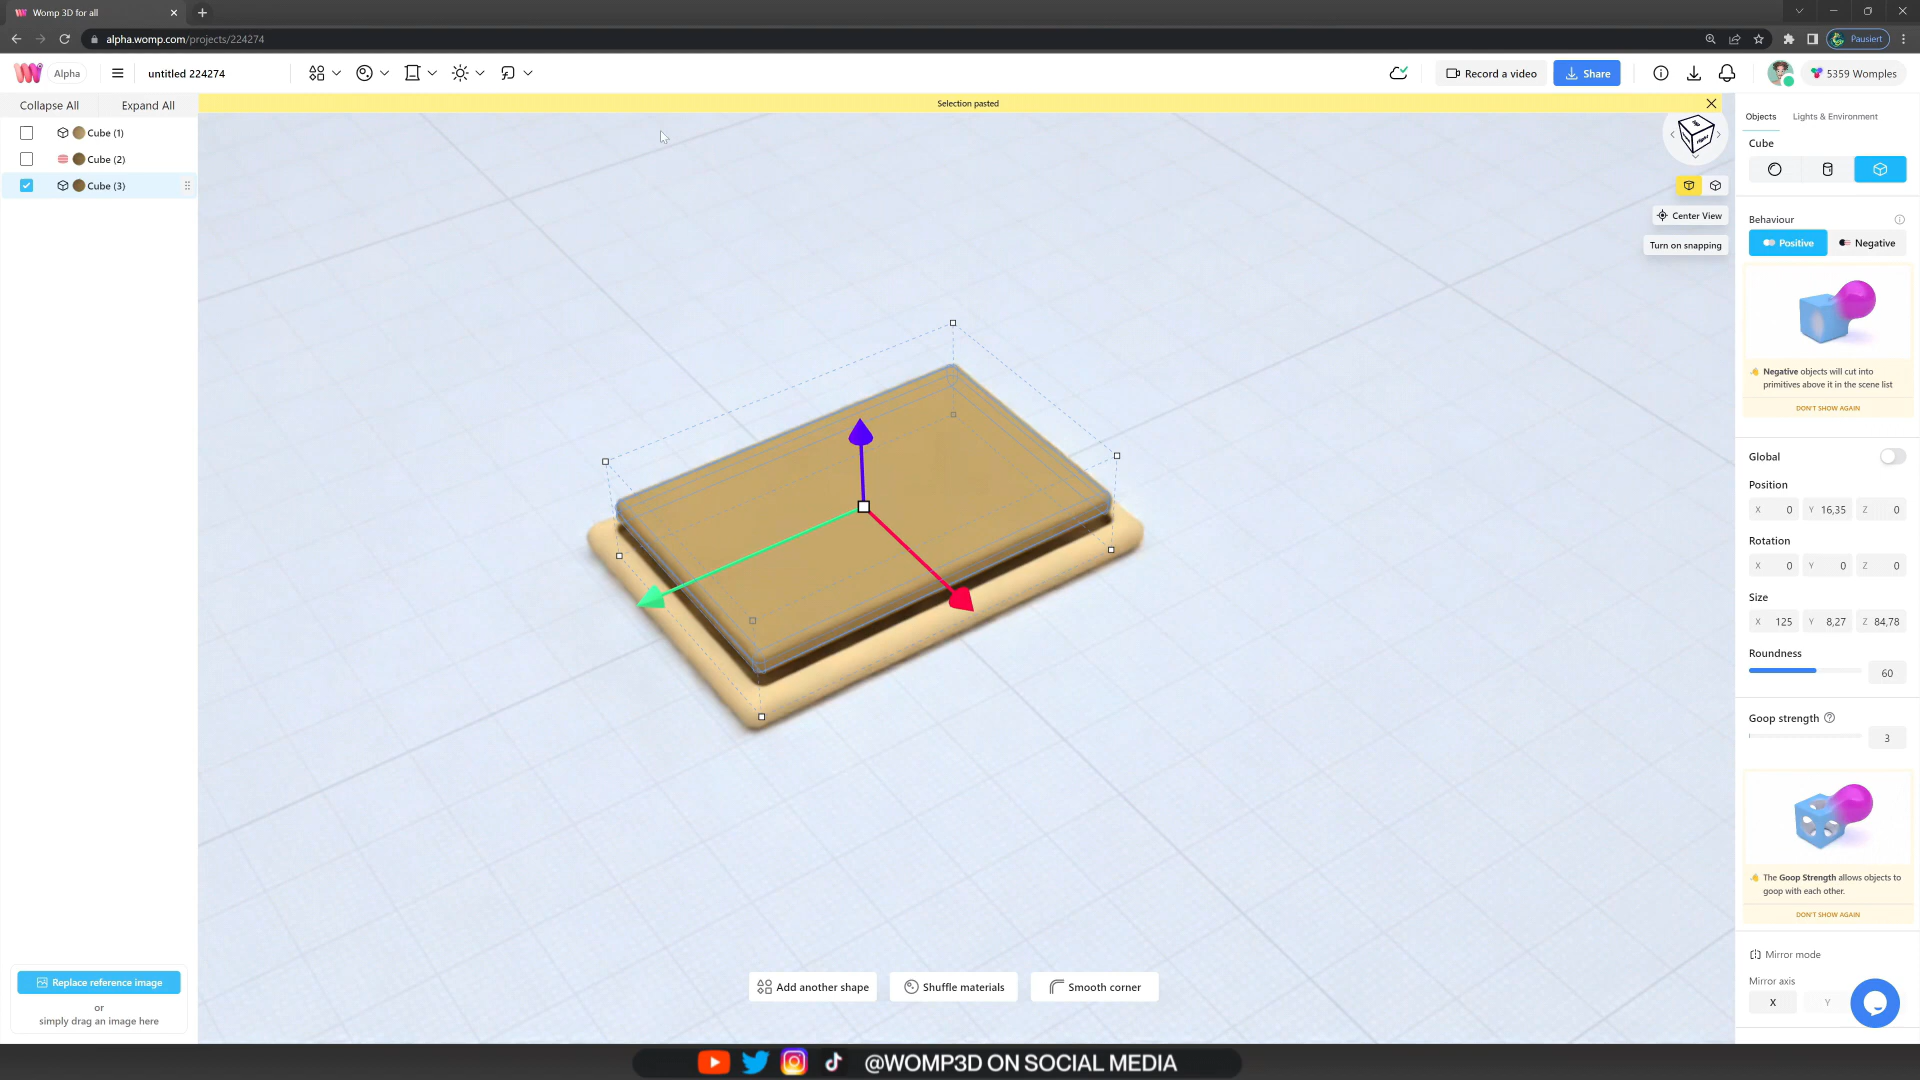 Womp 3D for all
alpha.womp.com/projects/224274
Pausiert
Alpha
untitled 224274
Record a video
Share
5359 Womples
Collapse All
Expand All
Selection pasted
Cube (1)
Cube (2)
Cube (3)
Right
Center View
Turn on snapping
Objects
Lights & Environment
Cube
Behaviour
Positive
Negative
Negative objects will cut into
primitives above it in the scene list
DON'T SHOW AGAIN
Global
Position
X 0 Y 16,35 Z 0
Rotation
X 0 Y 0 Z 0
Size
X 125 Y 8,27 Z 84,78
Roundness
60
Goop strength
3
The Goop Strength allows objects to
goop with each other.
DON'T SHOW AGAIN
Mirror mode
Mirror axis
X Y
Replace reference image
or
simply drag an image here
Add another shape
Shuffle materials
Smooth corner
@WOMP3D ON SOCIAL MEDIA